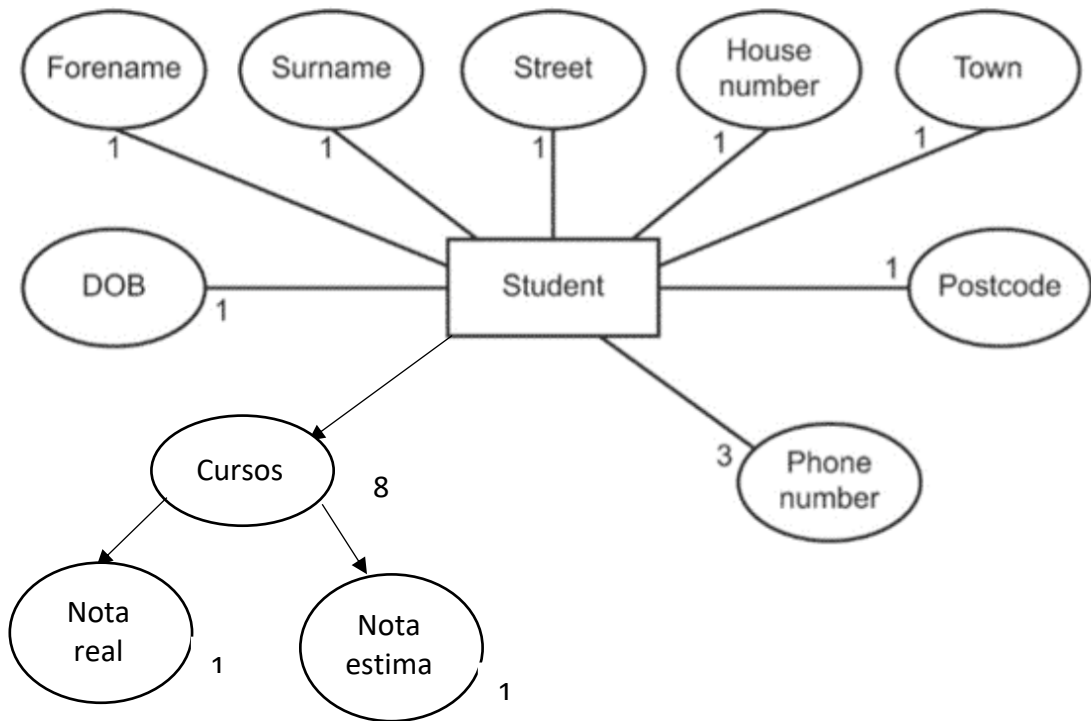 Forename
Surname
Street
House
number
Town
1
1
1
1
1
DOB
1
Student
1
Postcode
Cursos
8
3
Phone
number
Nota
real
1
Nota
estima
1